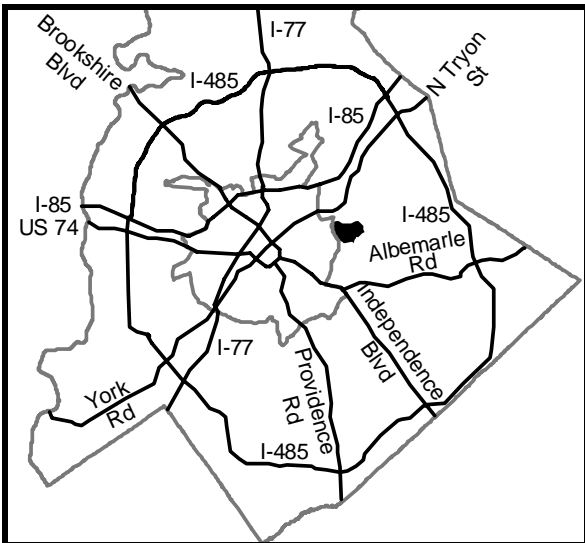 I-77
Brookshire
Blvd
I-485
N Tryon
St
I-85
I-85
US 74
I-485
Albemarle
Rd
Independence
Blvd
I-77
Providence
Rd
York
Rd
I-485